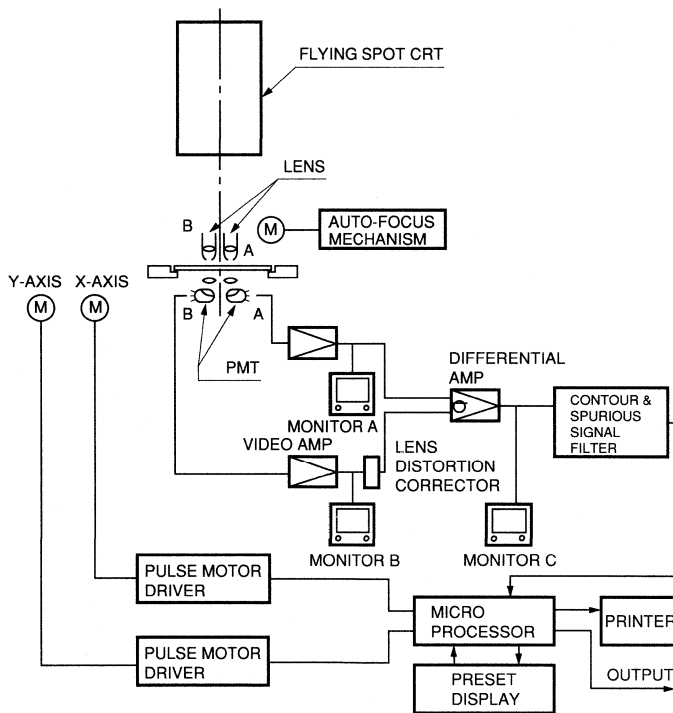 FLYING SPOT CRT
LENS
B
A
M
AUTO-FOCUS
MECHANISM
Y-AXIS
X-AXIS
M
M
B
A
PMT
DIFFERENTIAL
AMP
MONITOR A
CONTOUR &
SPURIOUS
SIGNAL
FILTER
VIDEO AMP
LENS
DISTORTION
CORRECTOR
MONITOR B
MONITOR C
PULSE MOTOR
DRIVER
MICRO
PROCESSOR
PRINTER
PULSE MOTOR
DRIVER
OUTPUT
PRESET
DISPLAY